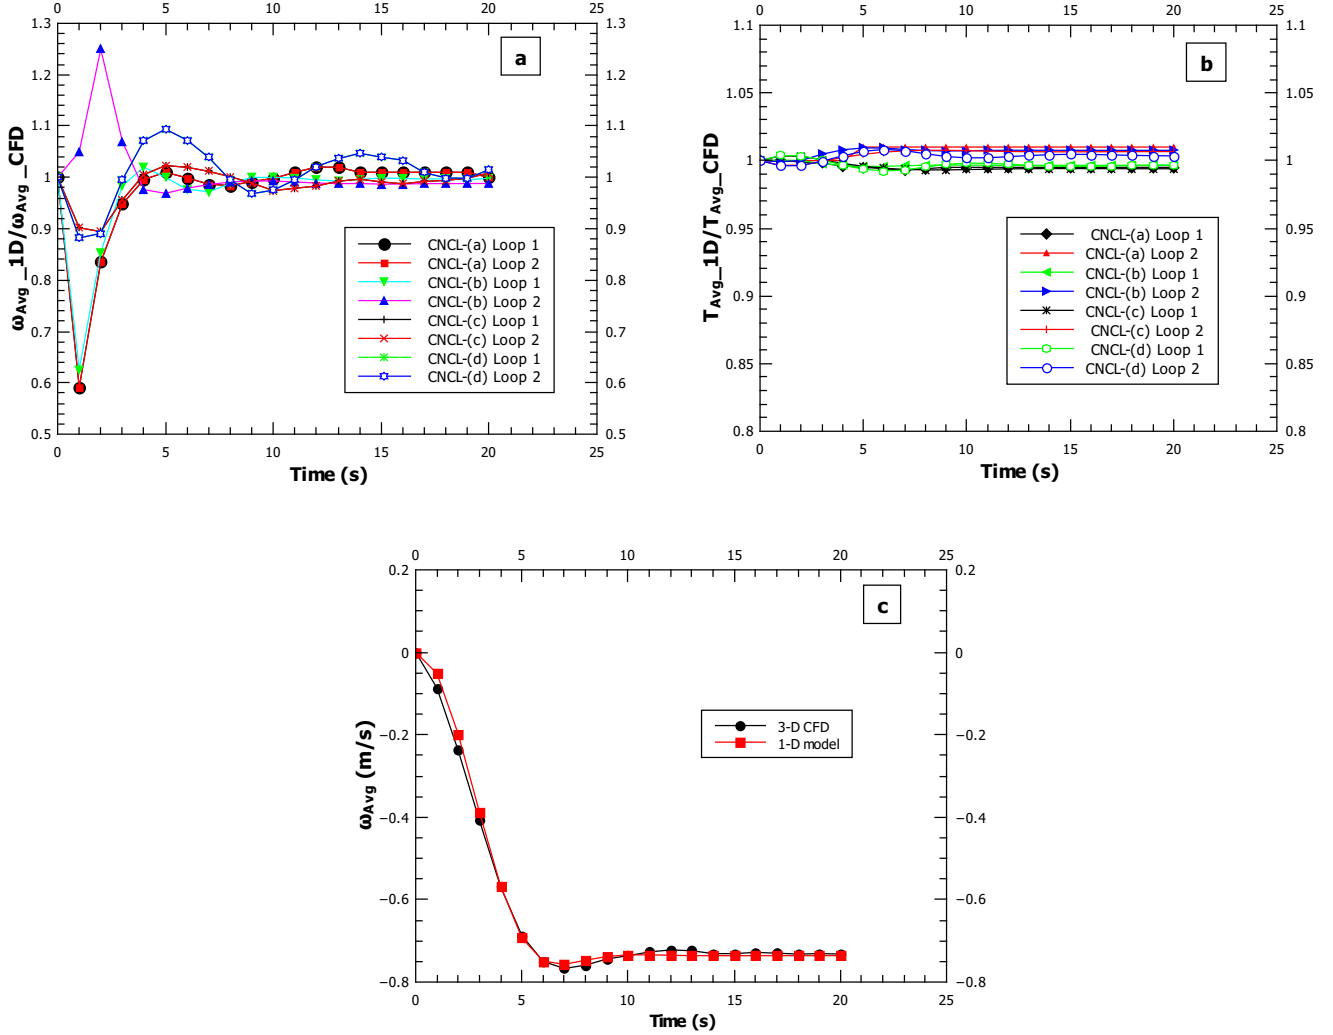 0 5 10 15 20 25
1.3 1.3
a
1.2 1.2
1.1 1.1
1 1
0.9 0.9
0.8 0.8
0.7 0.7
0.6 0.6
0.5 0.5
ωAvg_1D/ωAvg_CFD
CNCL-(a) Loop 1
CNCL-(a) Loop 2
CNCL-(b) Loop 1
CNCL-(b) Loop 2
CNCL-(c) Loop 1
CNCL-(c) Loop 2
CNCL-(d) Loop 1
CNCL-(d) Loop 2
0 5 10 15 20 25
Time (s)
0 5 10 15 20 25
1.1 1.1
b
1.05 1.05
1 1
0.95 0.95
0.9 0.9
0.85 0.85
0.8 0.8
TAvg_1D/TAvg_CFD
CNCL-(a) Loop 1
CNCL-(a) Loop 2
CNCL-(b) Loop 1
CNCL-(b) Loop 2
CNCL-(c) Loop 1
CNCL-(c) Loop 2
CNCL-(d) Loop 1
CNCL-(d) Loop 2
0 5 10 15 20 25
Time (s)
0 5 10 15 20 25
0.2 0.2
c
0 0
−0.2 −0.2
−0.4 −0.4
−0.6 −0.6
−0.8 −0.8
ωAvg (m/s)
3-D CFD
1-D model
0 5 10 15 20 25
Time (s)